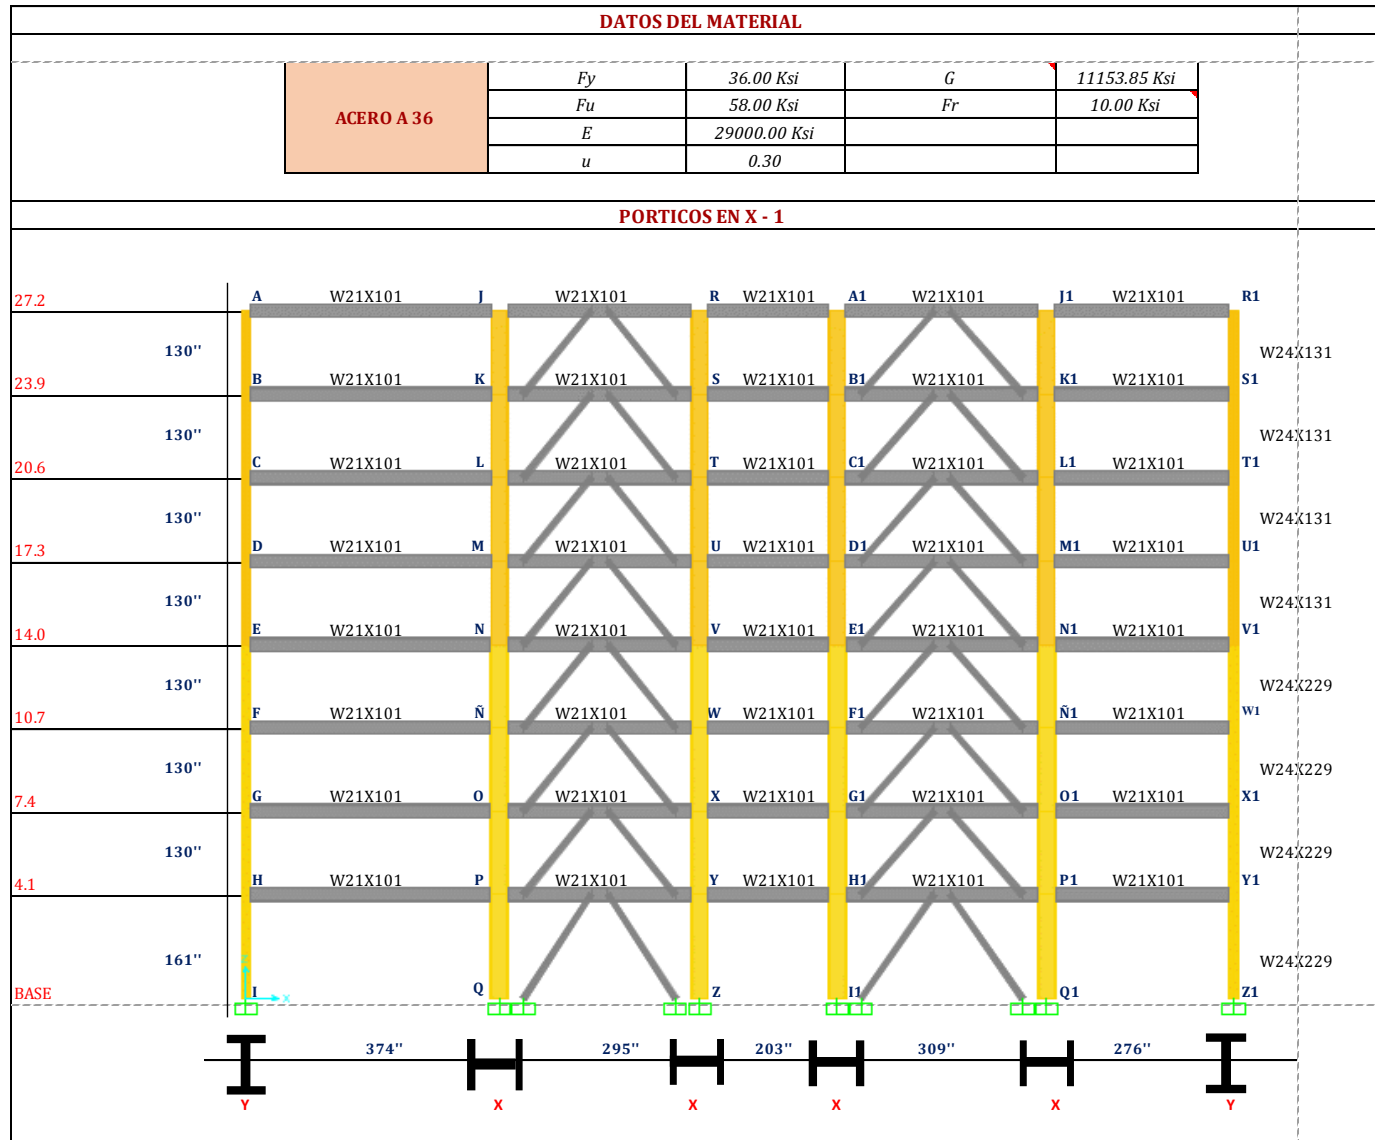 DATOS DEL MATERIAL
ACERO A 36
Fy 36.00 Ksi G 11153.85 Ksi
Fu 58.00 Ksi Fr 10.00 Ksi
E 29000.00 Ksi
u 0.30
PORTICOS EN X - 1
27.2 A W21X101 J W21X101 R W21X101 A1 W21X101 J1 W21X101 R1
130'' W24X131
23.9 B W21X101 K W21X101 S W21X101 B1 W21X101 K1 W21X101 S1
130'' W24X131
20.6 C W21X101 L W21X101 T W21X101 C1 W21X101 L1 W21X101 T1
130'' W24X131
17.3 D W21X101 M W21X101 U W21X101 D1 W21X101 M1 W21X101 U1
130'' W24X131
14.0 E W21X101 N W21X101 V W21X101 E1 W21X101 N1 W21X101 V1
130'' W24X229
10.7 F W21X101 Ñ W21X101 W W21X101 F1 W21X101 Ñ1 W21X101 W1
130'' W24X229
7.4 G W21X101 O W21X101 X W21X101 G1 W21X101 O1 W21X101 X1
130'' W24X229
4.1 H W21X101 P W21X101 Y W21X101 H1 W21X101 P1 W21X101 Y1
161'' W24X229
Z
X
BASE I Q Z I1 Q1 Z1
374'' 295'' 203'' 309'' 276''
Y X X X X Y